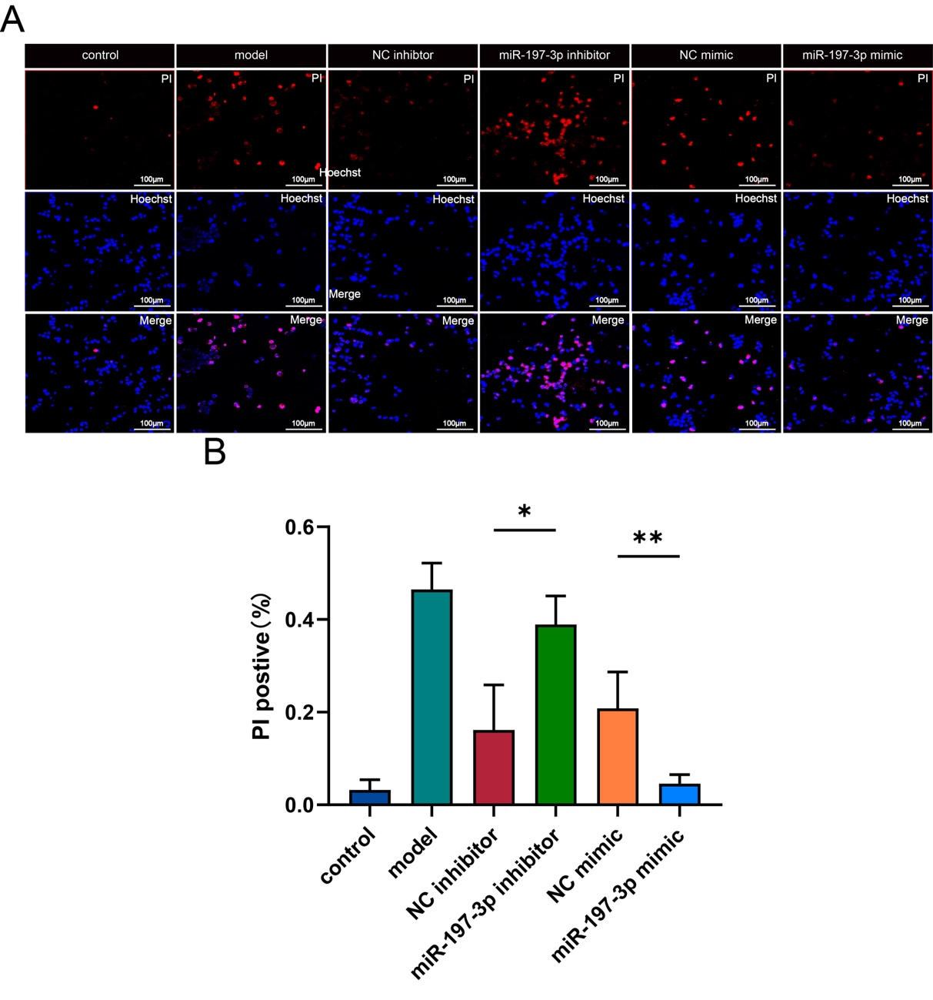 A
control model NC inhibtor miR-197-3p inhibitor NC mimic miR-197-3p mimic
PI PI PI PI PI PI
Hoechst
100μm 100μm 100μm 100μm 100μm 100μm
Hoechst Hoechst Hoechst Hoechst Hoechst Hoechst
Merge
100μm 100μm 100μm 100μm 100μm 100μm
Merge Merge Merge Merge Merge Merge
100μm 100μm 100μm 100μm 100μm 100μm
B
*
**
0.6
0.4
0.2
0.0
PI postive(%)
control
model
NC inhibitor
miR-197-3p inhibitor
NC mimic
miR-197-3p mimic